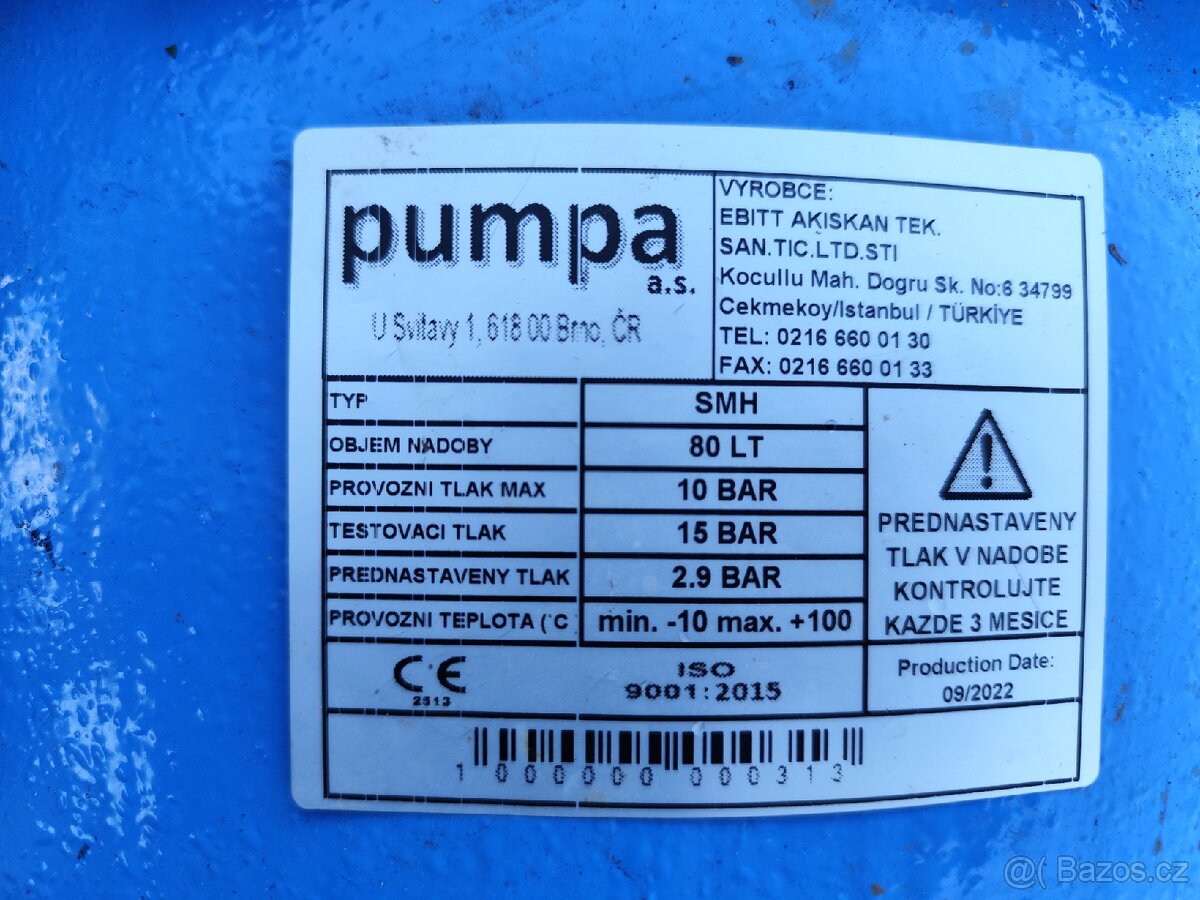 pumpa
a.s.
U Svitavy 1, 618 00 Brno, ČR
VYROBCE:
EBITT AKISKAN TEK.
SAN.TIC.LTD.STI
Kocullu Mah. Dogru Sk. No:6 34799
Cekmekoy/Istanbul / TÜRKİYE
TEL: 0216 660 01 30
FAX: 0216 660 01 33
TYP SMH
OBJEM NADOBY 80 LT
PROVOZNI TLAK MAX 10 BAR
TESTOVACI TLAK 15 BAR
PREDNASTAVENY TLAK 2.9 BAR
PROVOZNI TEPLOTA (°C min. -10 max. +100
PREDNASTAVENY
TLAK V NADOBE
KONTROLUJTE
KAZDE 3 MESICE
CE
2513
ISO
9001:2015
Production Date:
09/2022
1000000000313
@( Bazos.cz